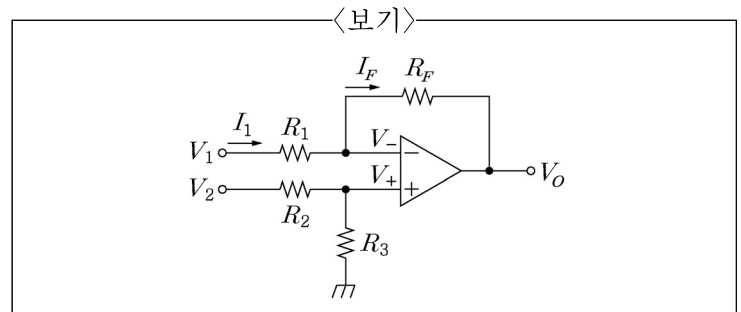 〈보기〉
I_F R_F
I_1 R_1
V_1 V_- −
V_2 V_+ + V_O
R_2
R_3